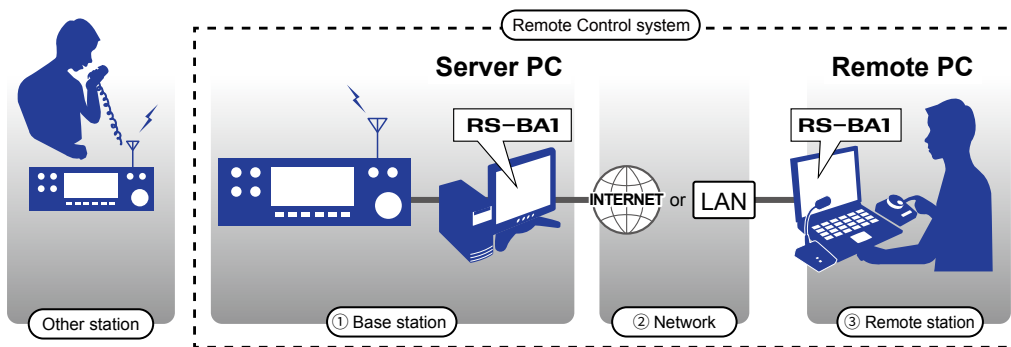 Remote Control system
Server PC
Remote PC
RS-BA1
RS-BA1
INTERNET or LAN
Other station
① Base station
② Network
③ Remote station